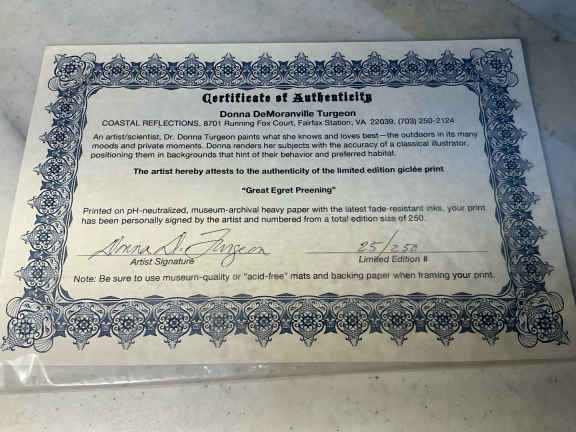 Certificate of Authenticity
Donna DeMoranville Turgeon
COASTAL REFLECTIONS, 8701 Running Fox Court, Fairfax Station, VA 22039, (703) 250-2124
An artist/scientist, Dr. Donna Turgeon paints what she knows and loves best—the outdoors in its many
moods and private moments. Donna renders her subjects with the accuracy of a classical illustrator,
positioning them in backgrounds that hint of their behavior and preferred habitat.
The artist hereby attests to the authenticity of the limited edition giclée print
"Great Egret Preening"
Printed on pH-neutralized, museum-archival heavy paper with the latest fade-resistant inks, your print
has been personally signed by the artist and numbered from a total edition size of 250.
Donna D. Turgeon 25/250
Artist Signature Limited Edition #
Note: Be sure to use museum-quality or "acid-free" mats and backing paper when framing your print.